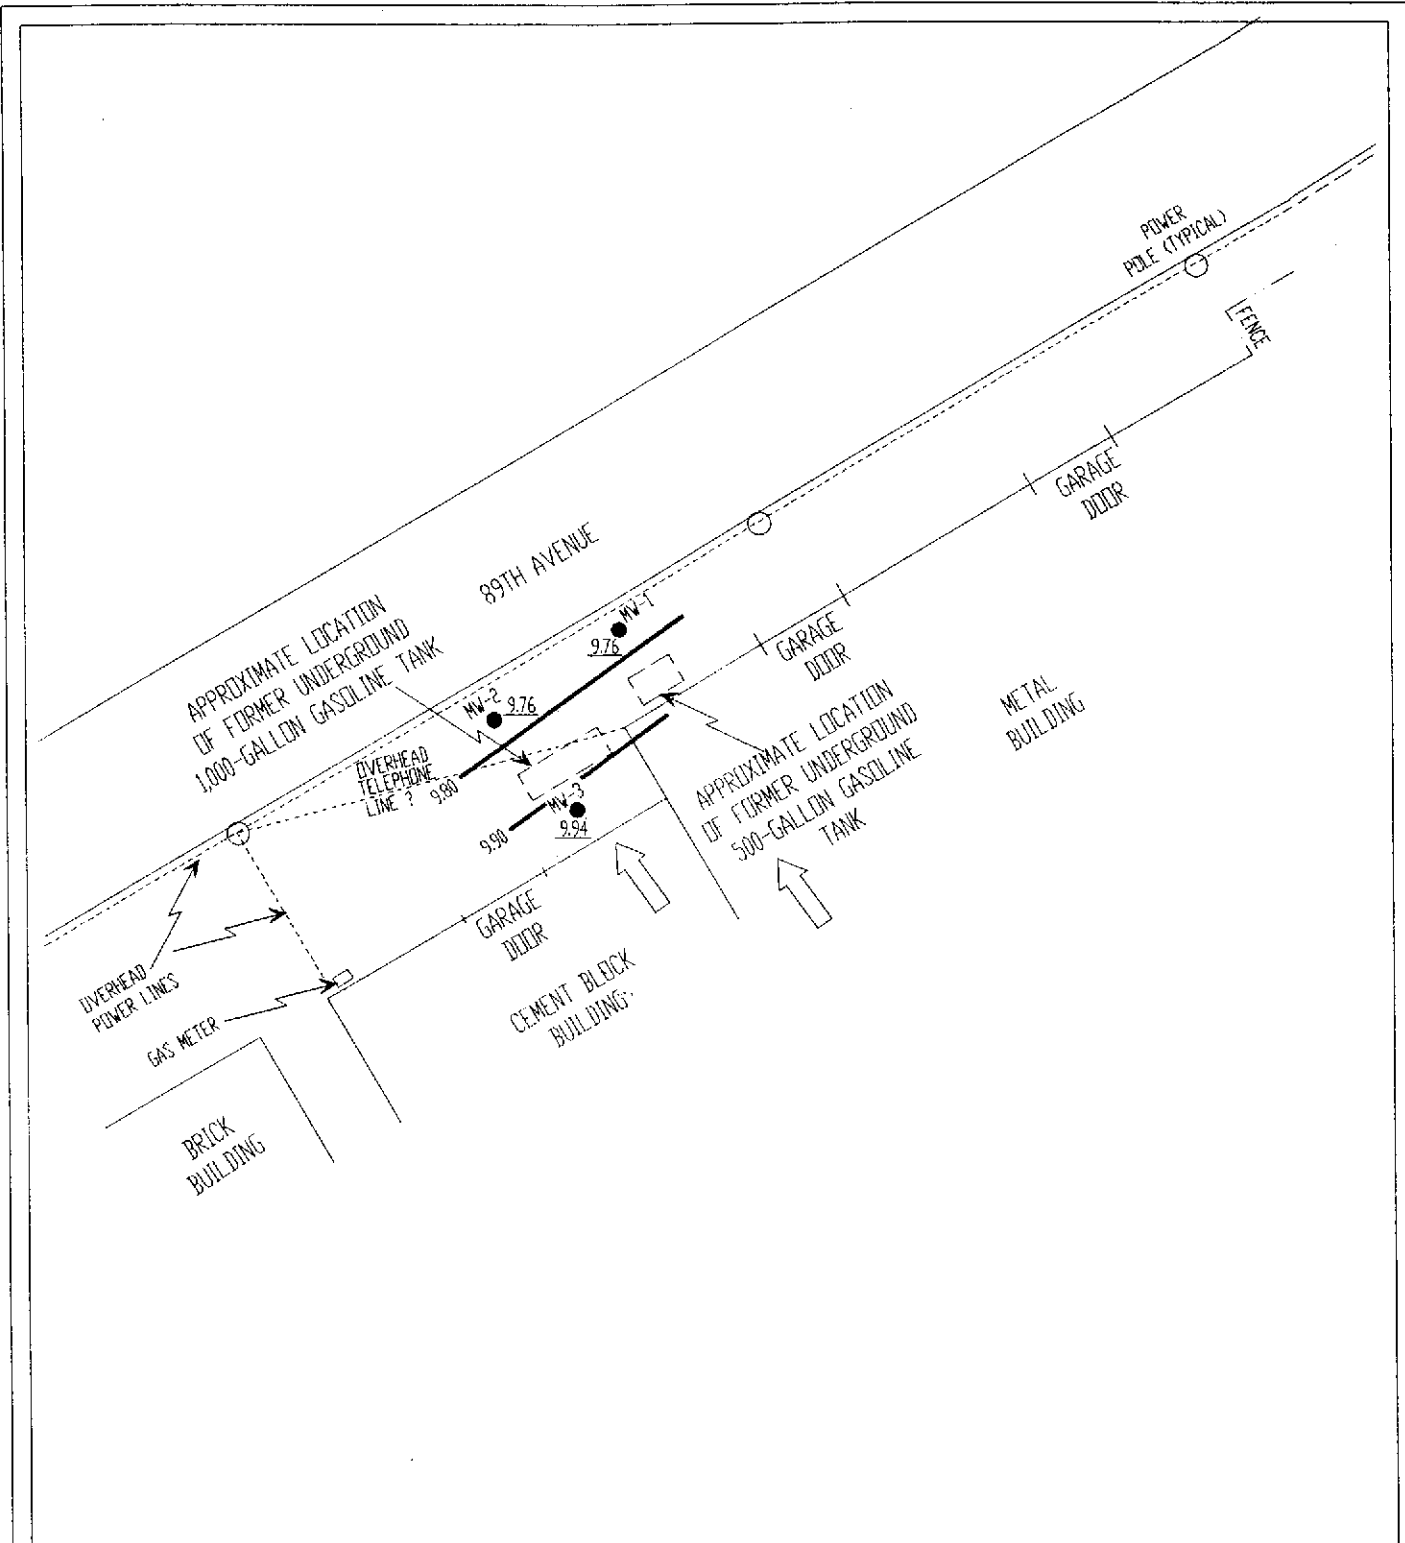 POWER
POLE (TYPICAL)
FENCE
GARAGE
DOOR
89TH AVENUE
MW-1
9.76
APPROXIMATE LOCATION
OF FORMER UNDERGROUND
1,000-GALLON GASOLINE TANK
MW-2
9.76
GARAGE
DOOR
METAL
BUILDING
OVERHEAD
TELEPHONE
LINE ?
9.80
APPROXIMATE LOCATION
OF FORMER UNDERGROUND
500-GALLON GASOLINE
TANK
MW-3
9.94
9.90
GARAGE
DOOR
CEMENT BLOCK
BUILDING
OVERHEAD
POWER LINES
GAS METER
BRICK
BUILDING